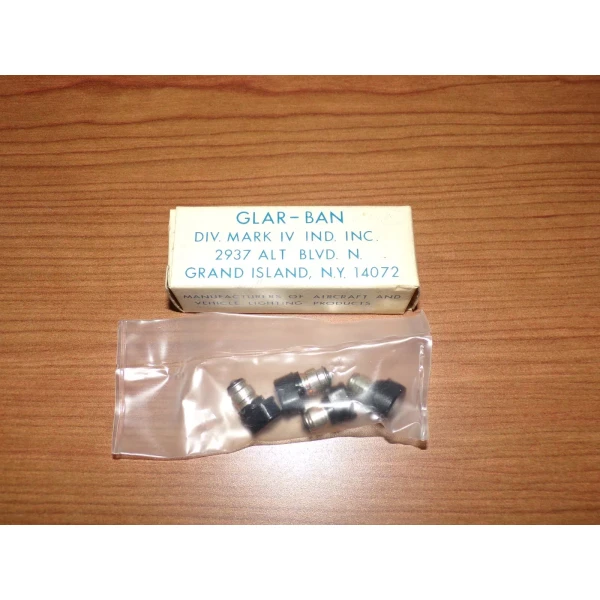 GLAR-BAN
DIV. MARK IV IND. INC.
2937 ALT BLVD. N.
GRAND ISLAND, N.Y. 14072
MANUFACTURERS OF AIRCRAFT AND
VEHICLE LIGHTING PRODUCTS